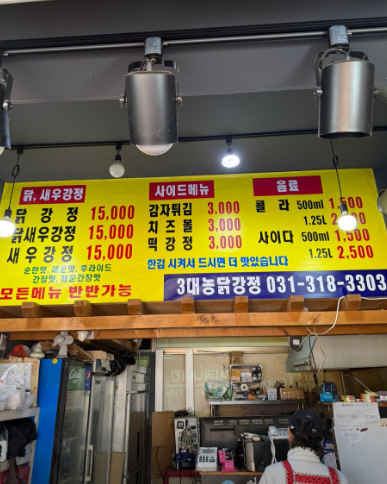 닭, 새우강정
닭 강 정 15,000
닭새우강정 15,000
새 우 강 정 15,000
순한맛, 매운맛, 후라이드
간장맛, 매운간장맛
모든메뉴 반반가능
사이드메뉴
감자튀김 3,000
치 즈 볼 3,000
떡 강 정 3,000
한김 시켜서 드시면 더 맛있습니다
음료
콜 라 500ml 1,500
1.25L 2,500
사 이 다 500ml 1,500
1.25L 2,500
3대농닭강정 031-318-3303